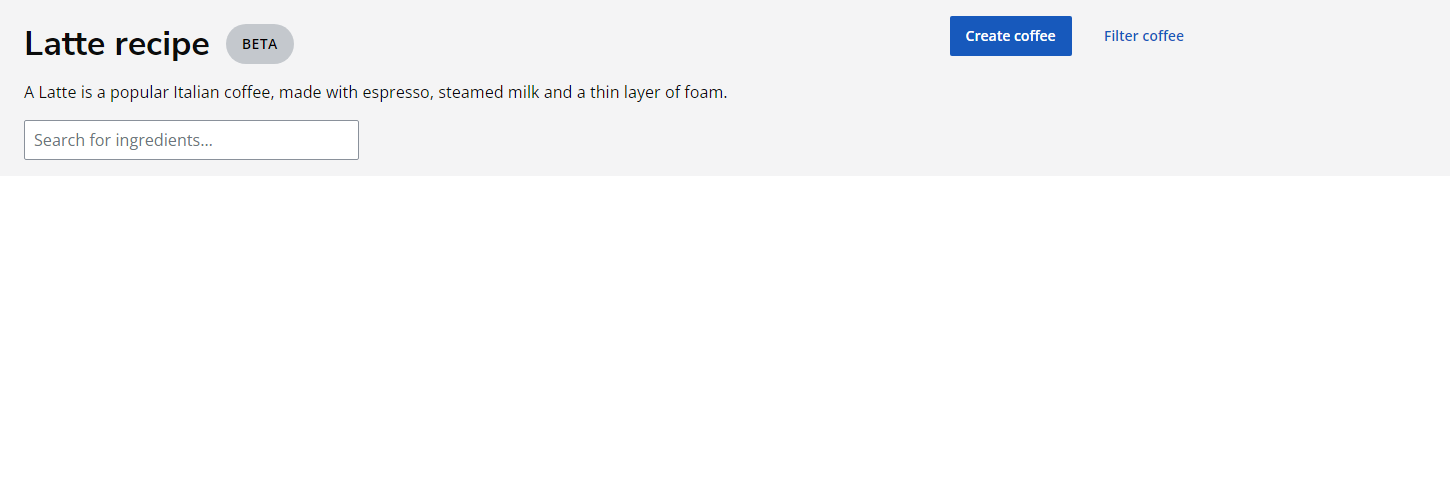 Latte recipe
BETA
Create coffee
Filter coffee
A Latte is a popular Italian coffee, made with espresso, steamed milk and a thin layer of foam.
Search for ingredients...